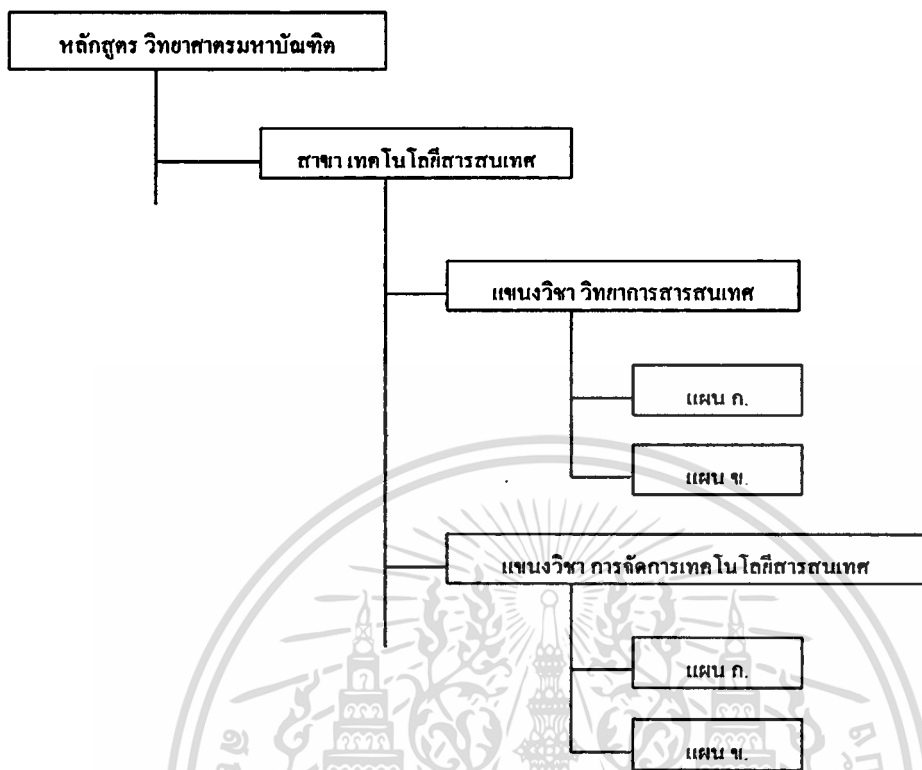 หลักสูตร วิทยาศาตรมหาบัณฑิต
สาขา เทคโนโลยีสารสนเทศ
แขนงวิชา วิทยาการสารสนเทศ
แผน ก.
แผน ข.
แขนงวิชา การจัดการเทคโนโลยีสารสนเทศ
แผน ก.
แผน ข.